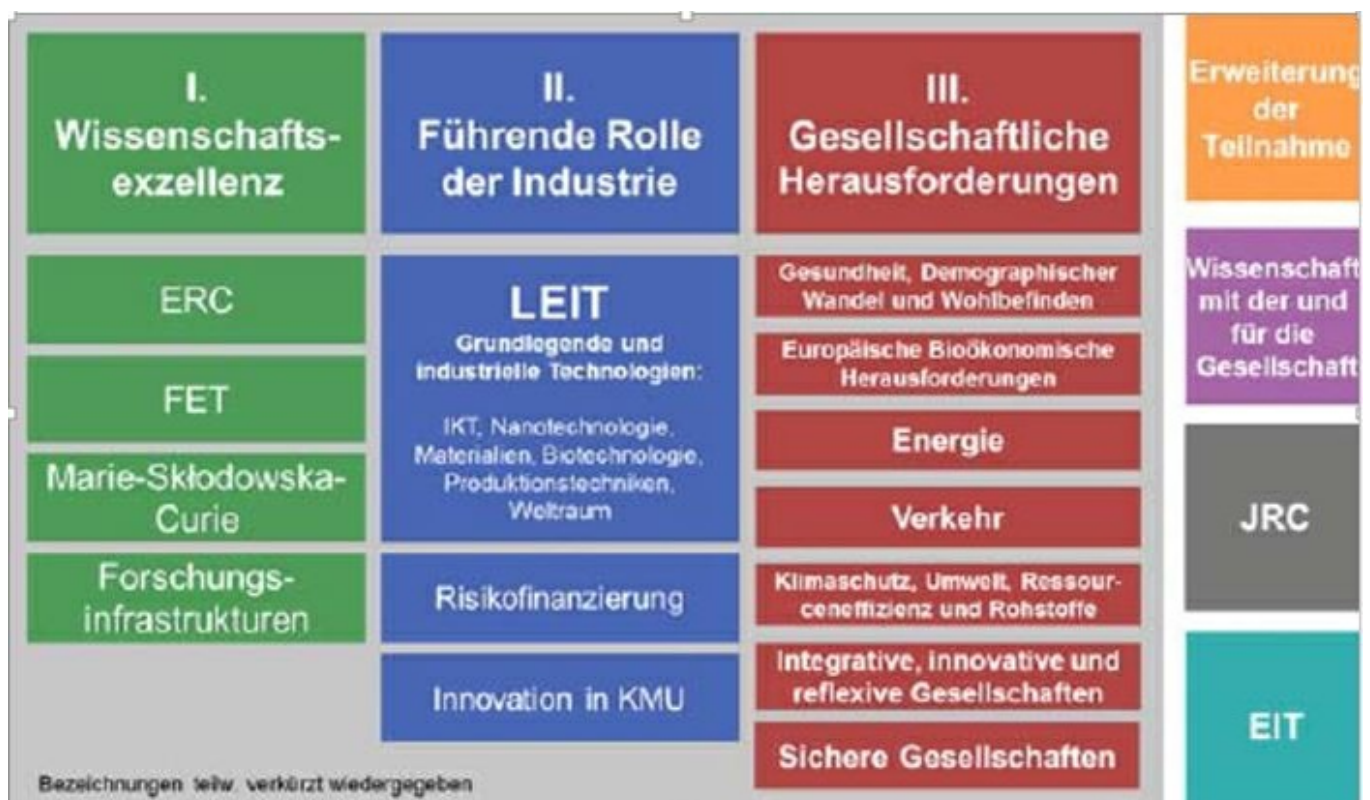 I.
Wissenschafts-
exzellenz
ERC
FET
Marie-Skłodowska-
Curie
Forschungs-
infrastrukturen
II.
Führende Rolle
der Industrie
LEIT
Grundlegende und
industrielle Technologien:
IKT, Nanotechnologie,
Materialien, Biotechnologie,
Produktionstechniken,
Weltraum
Risikofinanzierung
Innovation in KMU
III.
Gesellschaftliche
Herausforderungen
Gesundheit, Demographischer
Wandel und Wohlbefinden
Europäische Bioökonomische
Herausforderungen
Energie
Verkehr
Klimaschutz, Umwelt, Ressour-
ceneffizienz und Rohstoffe
Integrative, innovative und
reflexive Gesellschaften
Sichere Gesellschaften
Erweiterung
der
Teilnahme
Wissenschaft
mit der und
für die
Gesellschaft
JRC
EIT
Bezeichnungen teilw. verkürzt wiedergegeben